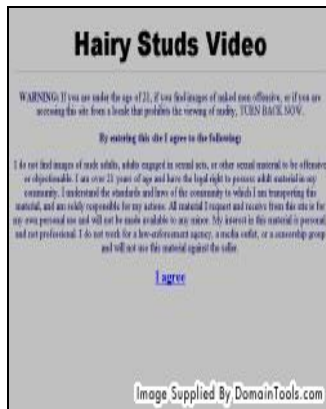 Hairy Studs Video
WARNING: If you are under the age of 21, if you find images of naked men offensive, or if you are
accessing this site from a locale that prohibits the viewing of nudity, TURN BACK NOW.
By entering this site I agree to the following:
I do not find images of nude adults, adults engaged in sexual acts, or other sexual material to be offensive
or objectionable. I am over 21 years of age and have the legal right to possess adult material in my
community. I understand the standards and laws of the community to which I am transporting this
material, and am solely responsible for my actions. All material I request and receive from this site is for
my own personal use and will not be made available to any minor. My interest in this material is personal
and not professional. I do not work for a law-enforcement agency, a media outlet, or a censorship group
and will not use this material against the seller.
I agree
Image Supplied By DomainTools.com